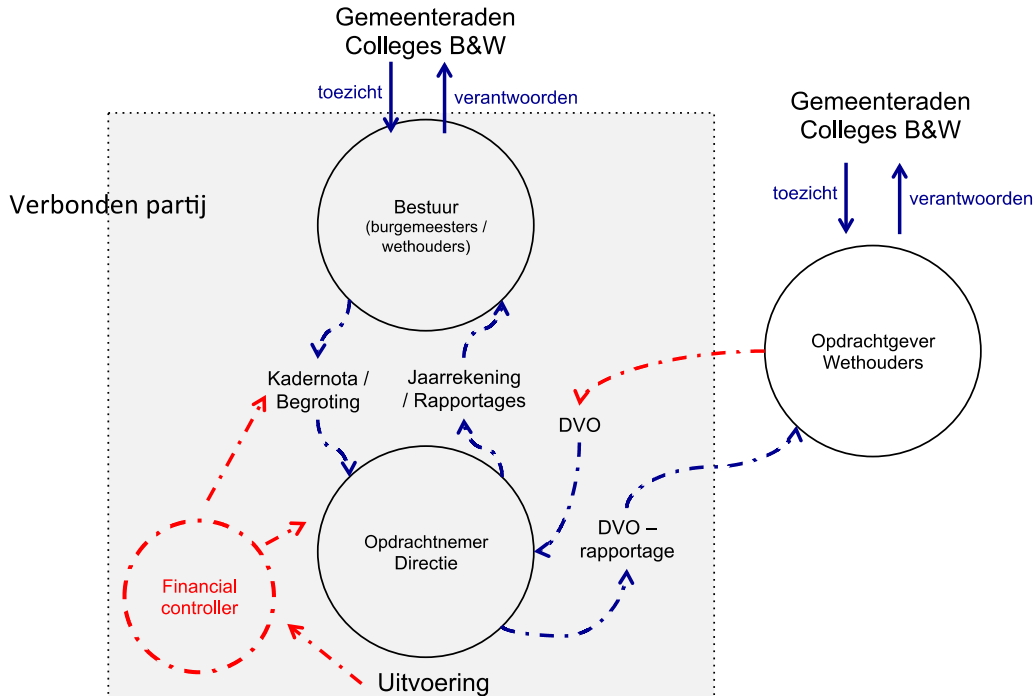 Gemeenteraden
Colleges B&W
toezicht
verantwoorden
Gemeenteraden
Colleges B&W
toezicht
verantwoorden
Verbonden partij
Bestuur
(burgemeesters /
wethouders)
Opdrachtgever
Wethouders
Kadernota /
Begroting
Jaarrekening
/ Rapportages
DVO
Opdrachtnemer
Directie
DVO –
rapportage
Financial
controller
Uitvoering